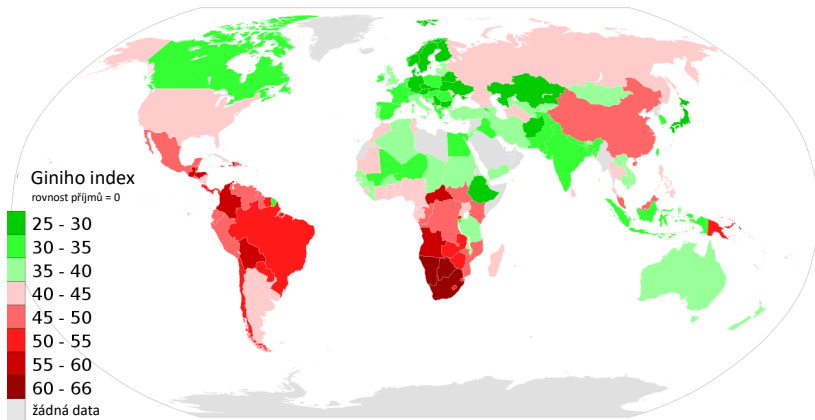 Giniho index
rovnost příjmů = 0
25 - 30
30 - 35
35 - 40
40 - 45
45 - 50
50 - 55
55 - 60
60 - 66
žádná data